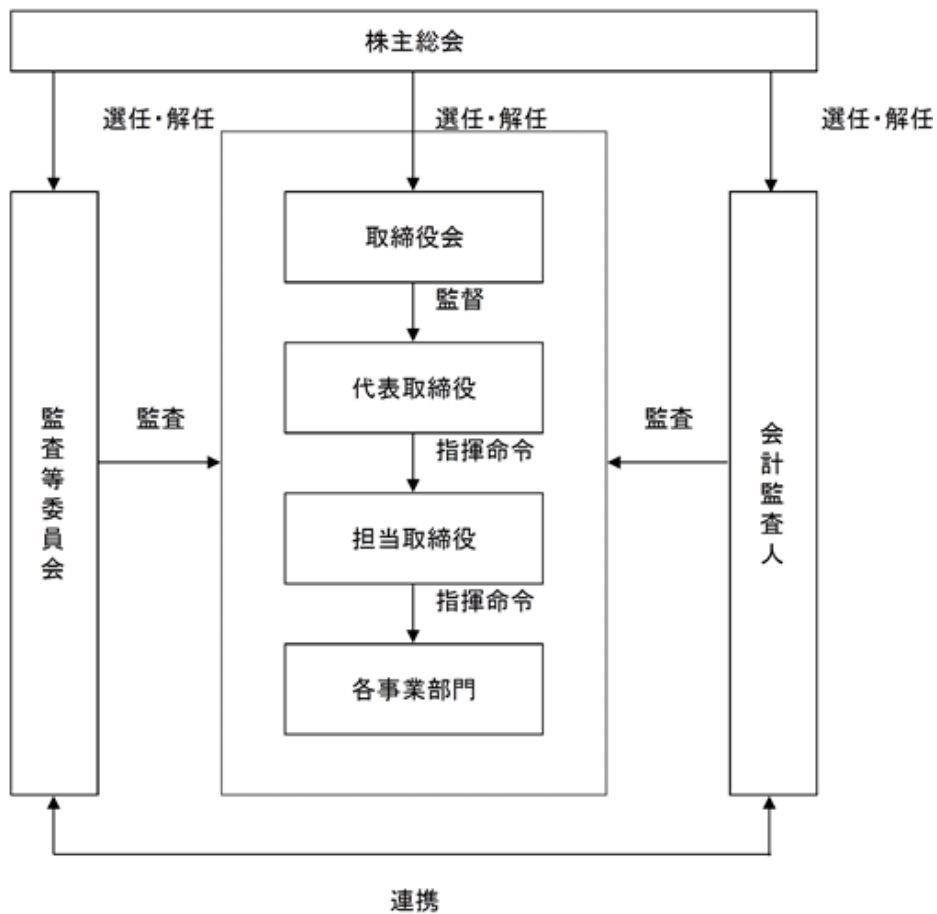 株主総会
選任・解任
選任・解任
選任・解任
取締役会
監督
代表取締役
監査等委員会
監査
監査
会計監査人
指揮命令
担当取締役
指揮命令
各事業部門
連携